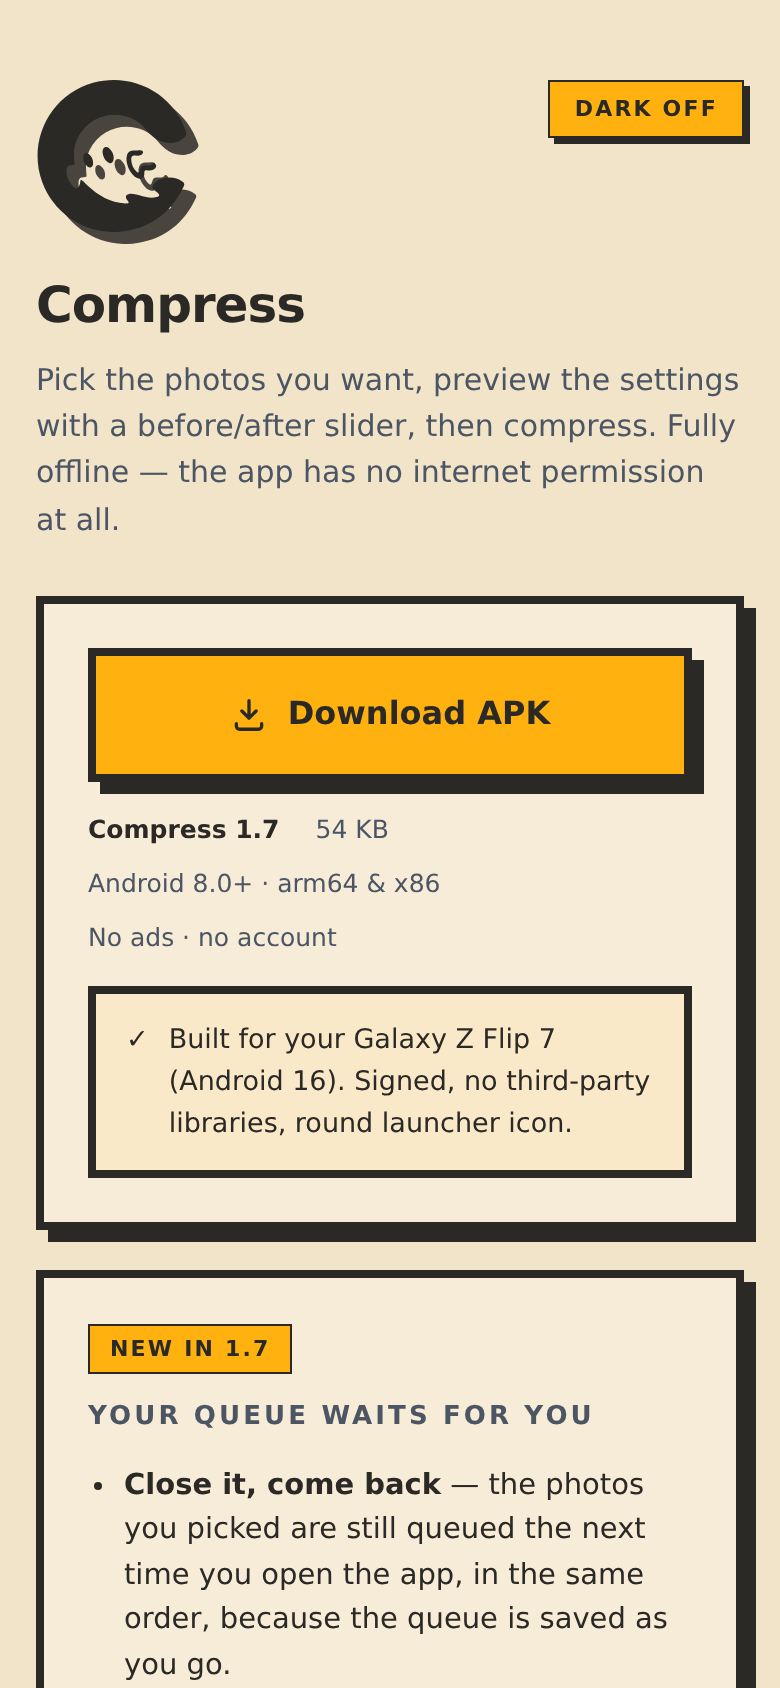 DARK OFF
Compress
Pick the photos you want, preview the settings
with a before/after slider, then compress. Fully
offline — the app has no internet permission
at all.
Download APK
Compress 1.7 54 KB
Android 8.0+ · arm64 & x86
No ads · no account
✓ Built for your Galaxy Z Flip 7
(Android 16). Signed, no third-party
libraries, round launcher icon.
NEW IN 1.7
YOUR QUEUE WAITS FOR YOU
• Close it, come back — the photos
you picked are still queued the next
time you open the app, in the same
order, because the queue is saved as
you go.